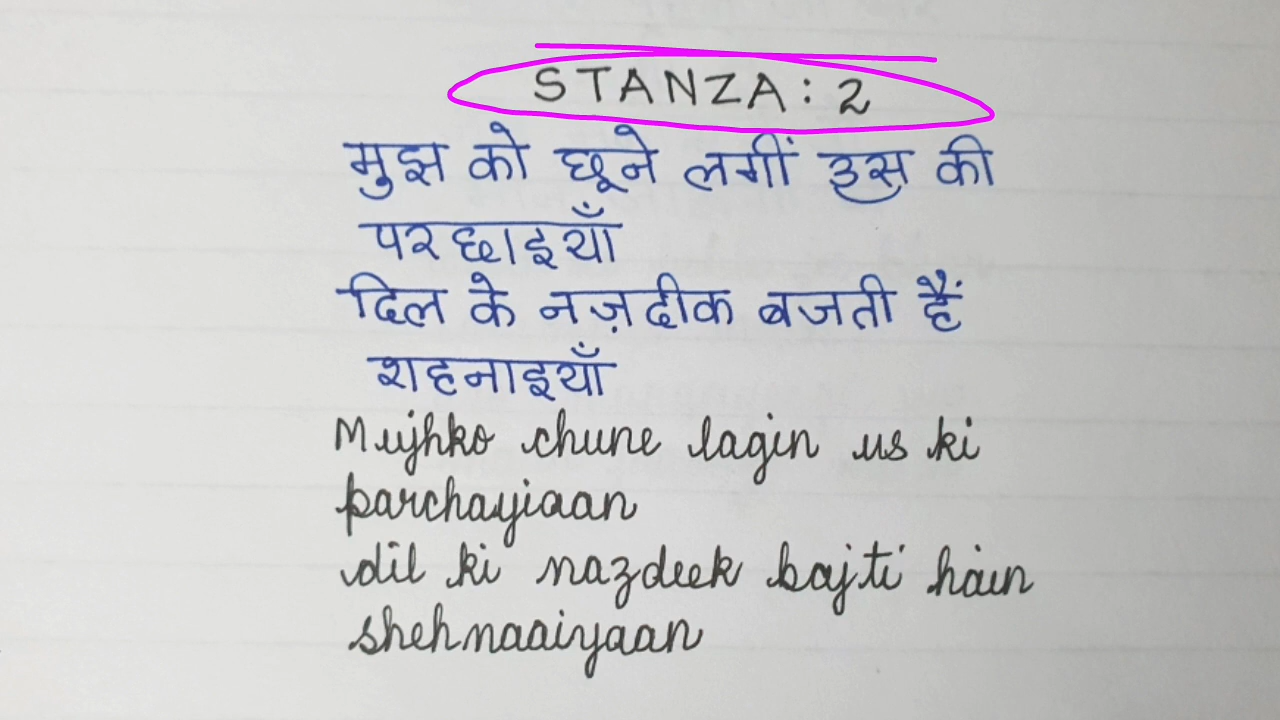 STANZA: 2
मुझ को छूने लगीं उस की
परछाइयाँ
दिल के नज़दीक बजती हैं
शहनाइयाँ
Mujhko chune lagin us ki
parchayiaan
dil ki nazdeek bajti hain
shehnaaiyaan